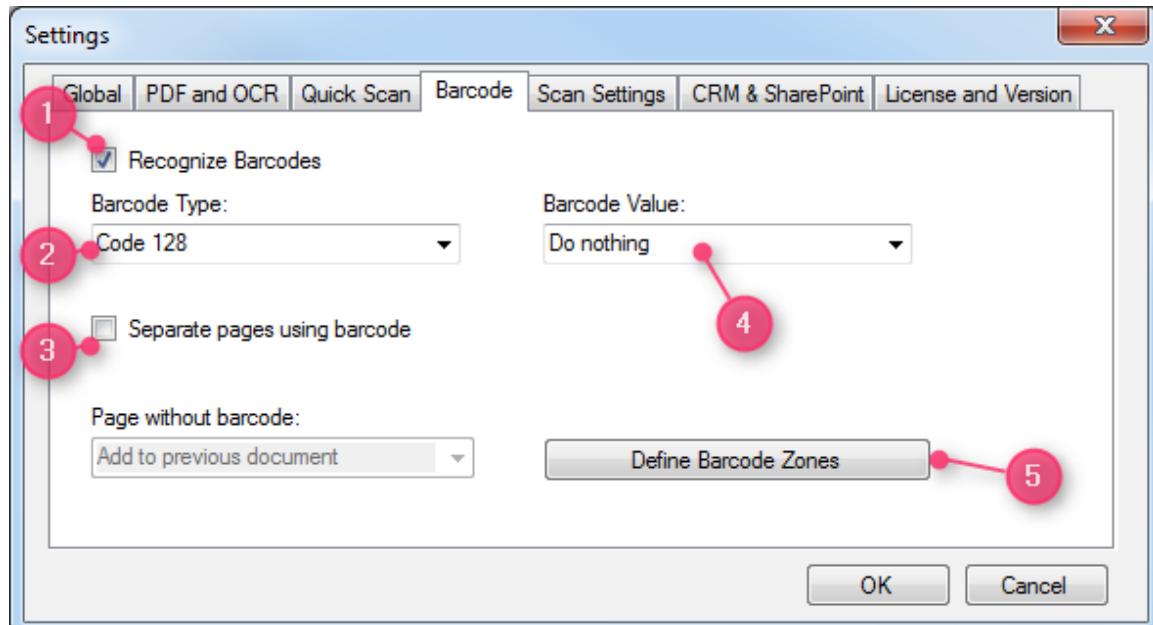 Settings
Global PDF and OCR Quick Scan Barcode Scan Settings CRM & SharePoint License and Version
1
Recognize Barcodes
Barcode Type: Barcode Value:
2 Code 128 Do nothing
4
3 Separate pages using barcode
Page without barcode:
Add to previous document Define Barcode Zones 5
OK Cancel